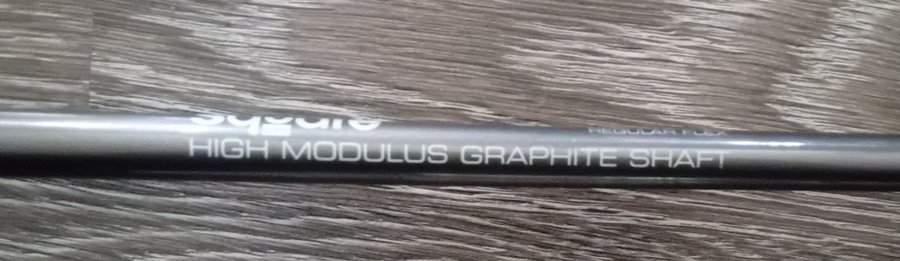 square
REGULAR FLEX
HIGH MODULUS GRAPHITE SHAFT